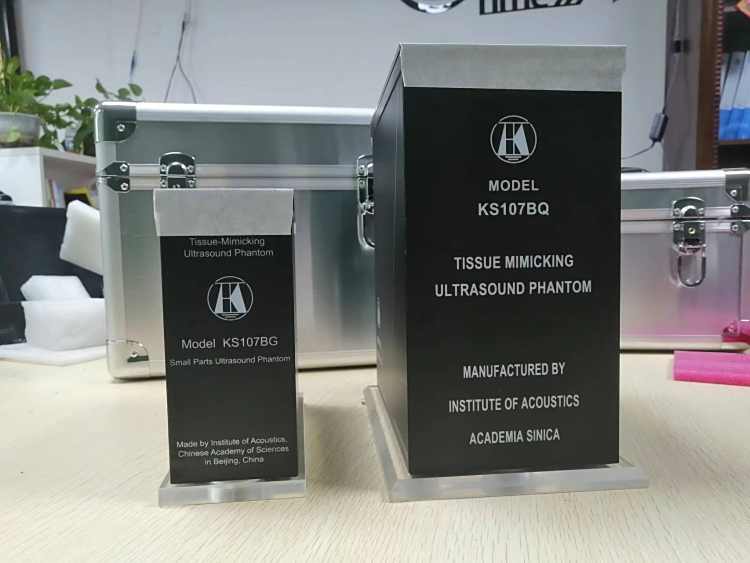 Tissue-Mimicking
Ultrasound Phantom
Model KS107BG
Small Parts Ultrasound Phantom
Made by Institute of Acoustics,
Chinese Academy of Sciences
in Beijing, China
MODEL
KS107BQ
TISSUE MIMICKING
ULTRASOUND PHANTOM
MANUFACTURED BY
INSTITUTE OF ACOUSTICS
ACADEMIA SINICA